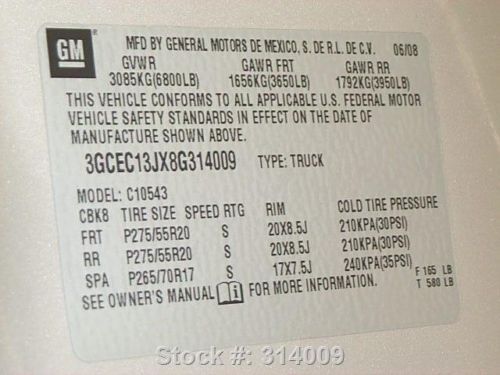 GM MFD BY GENERAL MOTORS DE MEXICO, S. DE R.L. DE C.V. 06/08
GVWR GAWR FRT GAWR RR
3085KG(6800LB) 1656KG(3650LB) 1792KG(3950LB)
THIS VEHICLE CONFORMS TO ALL APPLICABLE U.S. FEDERAL MOTOR
VEHICLE SAFETY STANDARDS IN EFFECT ON THE DATE OF
MANUFACTURE SHOWN ABOVE.
3GCEC13JX8G314009 TYPE: TRUCK
MODEL: C10543
CBK8 TIRE SIZE SPEED RTG RIM COLD TIRE PRESSURE
FRT P275/55R20 S 20X8.5J 210KPA(30PSI)
RR P275/55R20 S 20X8.5J 210KPA(30PSI)
SPA P265/70R17 S 17X7.5J 240KPA(35PSI)
F 165 LB
SEE OWNER'S MANUAL i FOR MORE INFORMATION. T 580 LB
Stock #: 314009